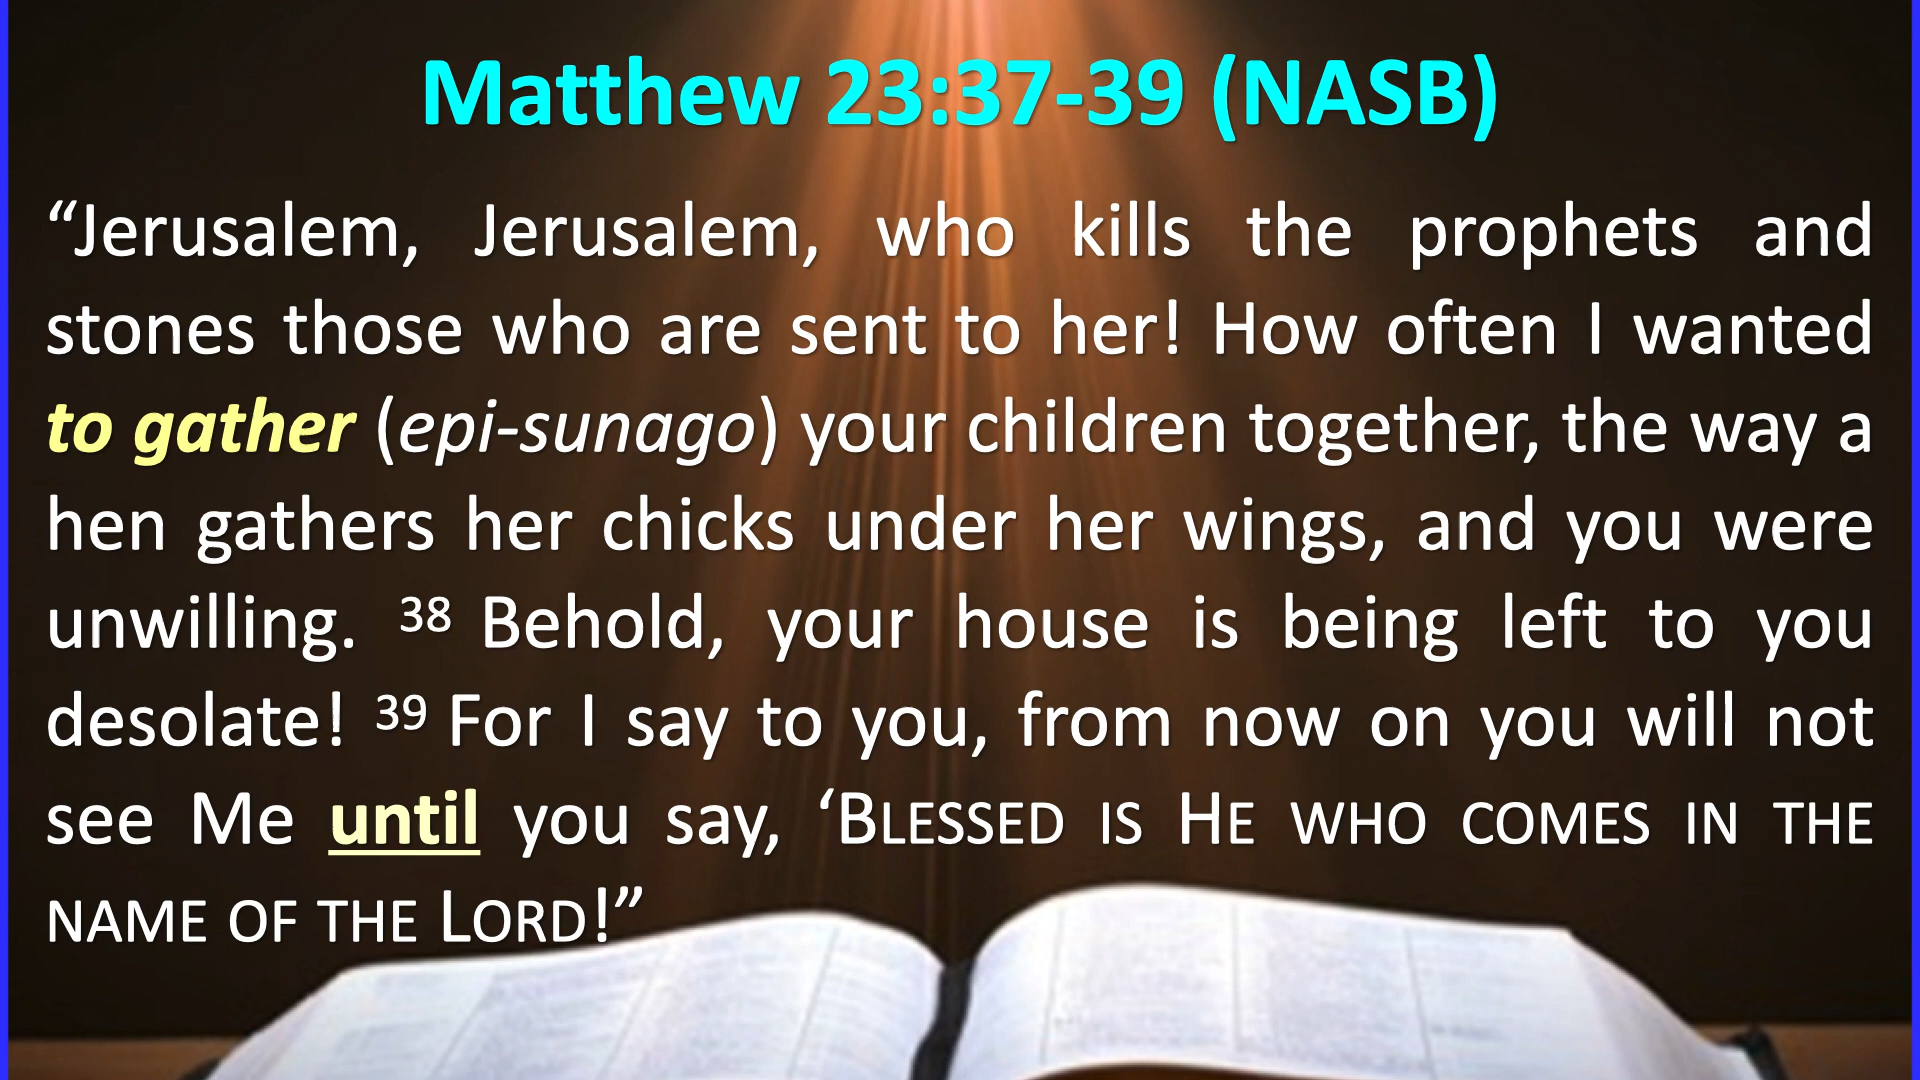 Matthew 23:37-39 (NASB)
“Jerusalem, Jerusalem, who kills the prophets and
stones those who are sent to her! How often I wanted
to gather (epi-sunago) your children together, the way a
hen gathers her chicks under her wings, and you were
unwilling. 38 Behold, your house is being left to you
desolate! 39 For I say to you, from now on you will not
see Me until you say, ‘BLESSED IS HE WHO COMES IN THE
NAME OF THE LORD!”